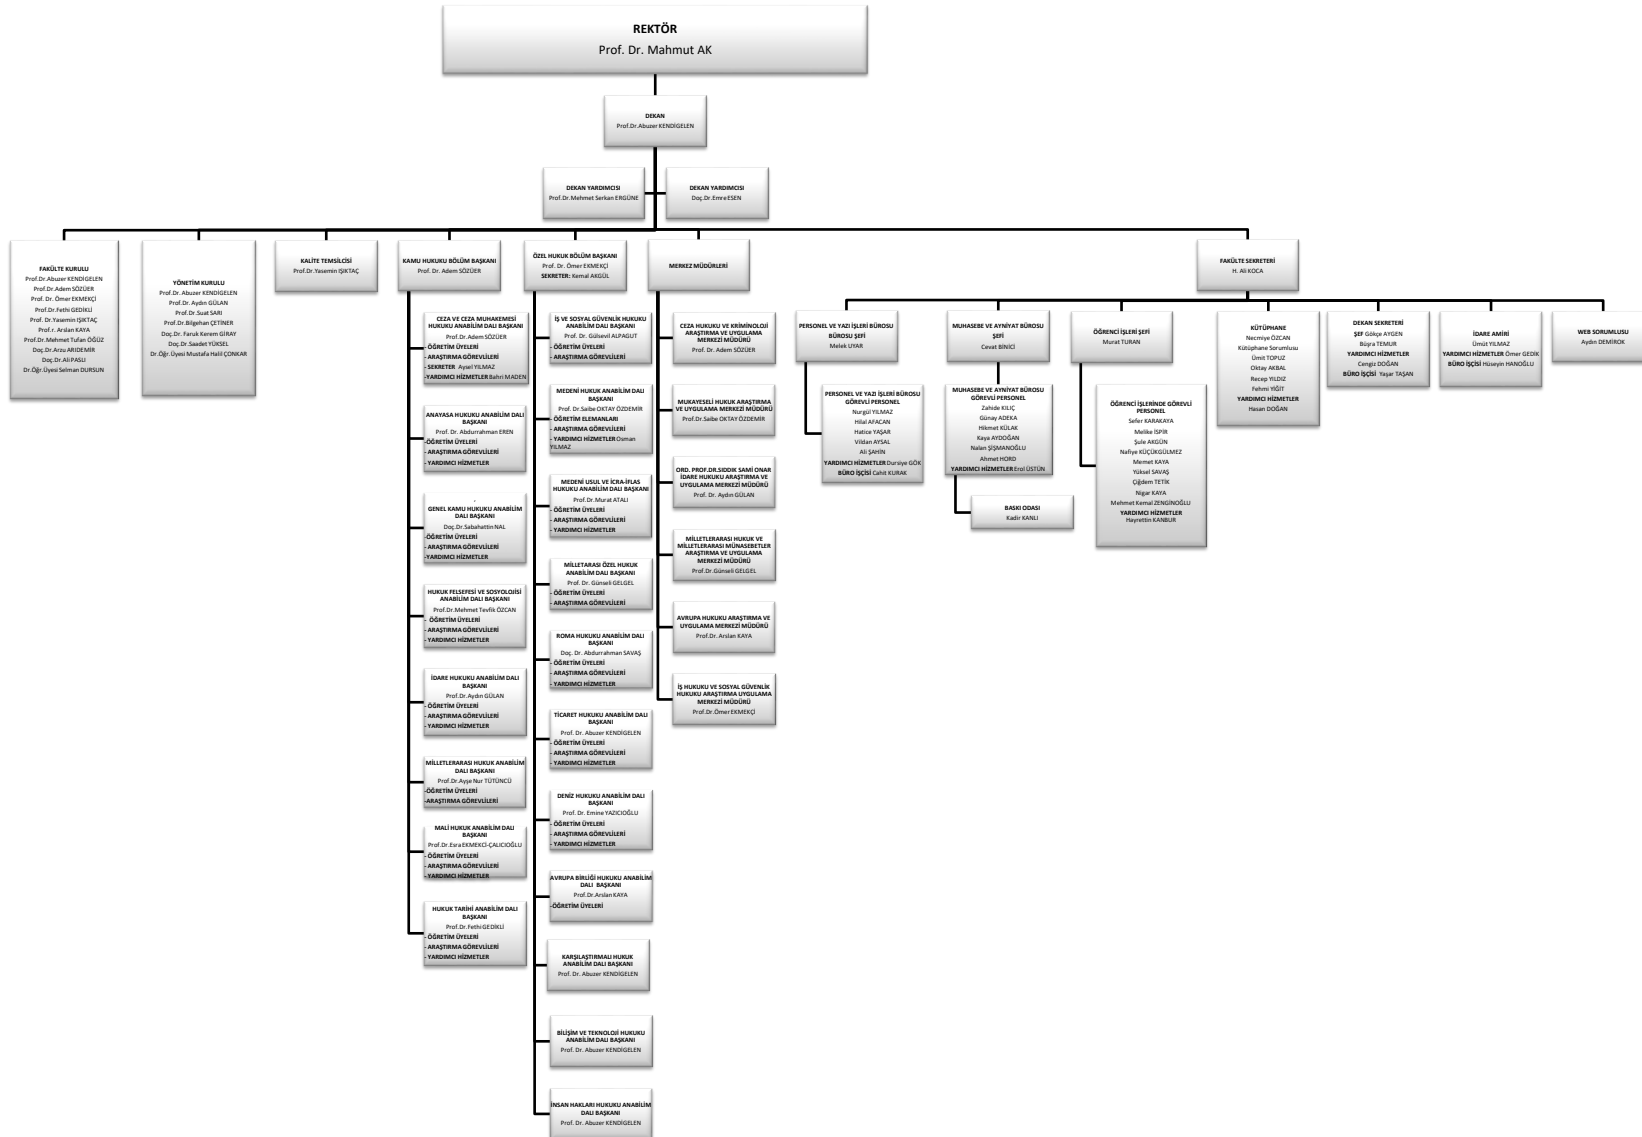 REKTÖR
Prof. Dr. Mahmut AK
DEKAN
Prof.Dr.Abuzer KENDİGELEN
DEKAN YARDIMCISI
Prof.Dr.Mehmet Serkan ERGÜNE
DEKAN YARDIMCISI
Doç.Dr.Emre ESEN
FAKÜLTE KURULU
Prof.Dr.Abuzer KENDİGELEN
Prof.Dr.Adem SÖZÜER
Prof. Dr. Ömer EKMEKÇİ
Prof.Dr.Fethi GEDİKLİ
Prof. Dr.Yasemin IŞIKTAÇ
Prof.r. Arslan KAYA
Prof.Dr.Mehmet Tufan ÖĞÜZ
Doç.Dr.Arzu ARIDEMİR
Doç.Dr.Ali PASLI
Dr.Öğr.Üyesi Selman DURSUN
YÖNETİM KURULU
Prof.Dr. Abuzer KENDİGELEN
Prof.Dr. Aydın GÜLAN
Prof.Dr.Suat SARI
Prof.Dr.Bilgehan ÇETİNER
Doç.Dr. Faruk Kerem GİRAY
Doç.Dr.Saadet YÜKSEL
Dr.Öğr.Üyesi Mustafa Halil ÇONKAR
KALİTE TEMSİLCİSİ
Prof.Dr.Yasemin IŞIKTAÇ
KAMU HUKUKU BÖLÜM BAŞKANI
Prof. Dr. Adem SÖZÜER
CEZA VE CEZA MUHAKEMESİ
HUKUKU ANABİLİM DALI BAŞKANI
Prof.Dr.Adem SÖZÜER
- ÖĞRETİM ÜYELERİ
-ARAŞTIRMA GÖREVLİLERİ
- SEKRETER Aysel YILMAZ
-YARDIMCI HİZMETLER Bahri MADEN
ANAYASA HUKUKU ANABİLİM DALI
BAŞKANI
Prof. Dr. Abdurrahman EREN
-ÖĞRETİM ÜYELERİ
-ARAŞTIRMA GÖREVLİLERİ
- YARDIMCI HİZMETLER
.
GENEL KAMU HUKUKU ANABİLİM
DALI BAŞKANI
Doç.Dr.Sabahattin NAL
-ÖĞRETİM ÜYELERİ
- ARAŞTIRMA GÖREVLİLERİ
-YARDIMCI HİZMETLER
HUKUK FELSEFESİ VE SOSYOLOJİSİ
ANABİLİM DALI BAŞKANI
Prof.Dr.Mehmet Tevfik ÖZCAN
- ÖĞRETİM ÜYELERİ
-ARAŞTIRMA GÖREVLİLERİ
- YARDIMCI HİZMETLER
İDARE HUKUKU ANABİLİM DALI
BAŞKANI
Prof.Dr.Aydın GÜLAN
- ÖĞRETİM ÜYELERİ
-ARAŞTIRMA GÖREVLİLERİ
- YARDIMCI HİZMETLER
MİLLETLERARASI HUKUK ANABİLİM
DALI BAŞKANI
Prof.Dr.Ayşe Nur TÜTÜNCÜ
-ÖĞRETİM ÜYELERİ
-ARAŞTIRMA GÖREVLİLERİ
MALİ HUKUK ANABİLİM DALI
BAŞKANI
Prof.Dr.Esra EKMEKCİ-ÇALICIOĞLU
- ÖĞRETİM ÜYELERİ
- ARAŞTIRMA GÖREVLİLERİ
- YARDIMCI HİZMETLER
HUKUK TARİHİ ANABİLİM DALI
BAŞKANI
Prof.Dr.Fethi GEDİKLİ
- ÖĞRETİM ÜYELERİ
- ARAŞTIRMA GÖREVLİLERİ
- YARDIMCI HİZMETLER
ÖZEL HUKUK BÖLÜM BAŞKANI
Prof. Dr. Ömer EKMEKÇİ
SEKRETER: Kemal AKGÜL
İŞ VE SOSYAL GÜVENLİK HUKUKU
ANABİLİM DALI BAŞKANI
Prof. Dr. Gülsevil ALPAGUT
- ÖĞRETİM ÜYELERİ
- ARAŞTIRMA GÖREVLİLERİ
MEDENİ HUKUK ANABİLİM DALI
BAŞKANI
Prof. Dr.Saibe OKTAY ÖZDEMİR
- ÖĞRETİM ELEMANLARI
- ARAŞTIRMA GÖREVLİLERİ
- YARDIMCI HİZMETLER Osman
YILMAZ
MEDENİ USUL VE İCRA-İFLAS
HUKUKU ANABİLİM DALI BAŞKANI
Prof.Dr.Murat ATALI
- ÖĞRETİM ÜYELERİ
- ARAŞTIRMA GÖREVLİLERİ
- YARDIMCI HİZMETLER
MİLLETARASI ÖZEL HUKUK
ANABİLİM DALI BAŞKANI
Prof. Dr. Günseli GELGEL
- ÖĞRETİM ÜYELERİ
- ARAŞTIRMA GÖREVLİLERİ
ROMA HUKUKU ANABİLİM DALI
BAŞKANI
Doç. Dr. Abdurrahman SAVAŞ
- ÖĞRETİM ÜYELERİ
- ARAŞTIRMA GÖREVLİLERİ
- YARDIMCI HİZMETLER
TİCARET HUKUKU ANABİLİM DALI
BAŞKANI
Prof. Dr. Abuzer KENDİGELEN
- ÖĞRETİM ÜYELERİ
- ARAŞTIRMA GÖREVLİLERİ
- YARDIMCI HİZMETLER
DENİZ HUKUKU ANABİLİM DALI
BAŞKANI
Prof. Dr. Emine YAZICIOĞLU
- ÖĞRETİM ÜYELERİ
- ARAŞTIRMA GÖREVLİLERİ
- YARDIMCI HİZMETLER
AVRUPA BİRLİĞİ HUKUKU ANABİLİM
DALI BAŞKANI
Prof.Dr.Arslan KAYA
-ÖĞRETİM ÜYELERİ
KARŞILAŞTIRMALI HUKUK
ANABİLİM DALI BAŞKANI
Prof. Dr. Abuzer KENDİGELEN
BİLİŞİM VE TEKNOLOJİ HUKUKU
ANABİLİM DALI BAŞKANI
Prof. Dr. Abuzer KENDİGELEN
İNSAN HAKLARI HUKUKU ANABİLİM
DALI BAŞKANI
Prof. Dr. Abuzer KENDİGELEN
MERKEZ MÜDÜRLERİ
CEZA HUKUKU VE KRİMİNOLOJİ
ARAŞTIRMA VE UYGULAMA
MERKEZİ MÜDÜRÜ
Prof. Dr. Adem SÖZÜER
MUKAYESELİ HUKUK ARAŞTIRMA
VE UYGULAMA MERKEZİ MÜDÜRÜ
Prof.Dr.Saibe OKTAY ÖZDEMİR
ORD. PROF.DR.SIDDIK SAMİ ONAR
İDARE HUKUKU ARAŞTIRMA VE
UYGULAMA MERKEZİ MÜDÜRÜ
Prof. Dr. Aydın GÜLAN
MİLLETLERARASI HUKUK VE
MİLLETLERARASI MÜNASEBETLER
ARAŞTIRMA VE UYGULAMA
MERKEZİ MÜDÜRÜ
Prof.Dr.Günseli GELGEL
AVRUPA HUKUKU ARAŞTIRMA VE
UYGULAMA MERKEZİ MÜDÜRÜ
Prof.Dr. Arslan KAYA
İŞ HUKUKU VE SOSYAL GÜVENLİK
HUKUKU ARAŞTIRMA UYGULAMA
MERKEZİ MÜDÜRÜ
Prof.Dr.Ömer EKMEKÇİ
FAKÜLTE SEKRETERİ
H. Ali KOCA
PERSONEL VE YAZI İŞLERİ BÜROSU
BÜROSU ŞEFİ
Melek UYAR
PERSONEL VE YAZI İŞLERİ BÜROSU
GÖREVLİ PERSONEL
Nurgül YILMAZ
Hilal AFACAN
Hatice YAŞAR
Vildan AYSAL
Ali ŞAHİN
YARDIMCI HİZMETLER Dursiye GÖK
BÜRO İŞÇİSİ Cahit KURAK
MUHASEBE VE AYNİYAT BÜROSU
ŞEFİ
Cevat BİNİCİ
MUHASEBE VE AYNİYAT BÜROSU
GÖREVLİ PERSONEL
Zahide KILIÇ
Günay ADEKA
Hikmet KÜLAK
Kaya AYDOĞAN
Nalan ŞİŞMANOĞLU
Ahmet HORD
YARDIMCI HİZMETLER Erol ÜSTÜN
BASKI ODASI
Kadir KANLI
ÖĞRENCİ İŞLERİ ŞEFİ
Murat TURAN
ÖĞRENCİ İŞLERİNDE GÖREVLİ
PERSONEL
Sefer KARAKAYA
Melike İSPİR
Şule AKGÜN
Nafiye KÜÇÜKGÜLMEZ
Memet KAYA
Yüksel SAVAŞ
Çiğdem TETİK
Nigar KAYA
Mehmet Kemal ZENGİNOĞLU
YARDIMCI HİZMETLER
Hayrettin KANBUR
KÜTÜPHANE
Necmiye ÖZCAN
Kütüphane Sorumlusu
Ümit TOPUZ
Oktay AKBAL
Recep YILDIZ
Fehmi YİĞİT
YARDIMCI HİZMETLER
Hasan DOĞAN
DEKAN SEKRETERİ
ŞEF Gökçe AYGEN
Büşra TEMUR
YARDIMCI HİZMETLER
Cengiz DOĞAN
BÜRO İŞÇİSİ Yaşar TAŞAN
İDARE AMİRİ
Ümüt YILMAZ
YARDIMCI HİZMETLER Ömer GEDİK
BÜRO İŞÇİSİ Hüseyin HANOĞLU
WEB SORUMLUSU
Aydın DEMİROK